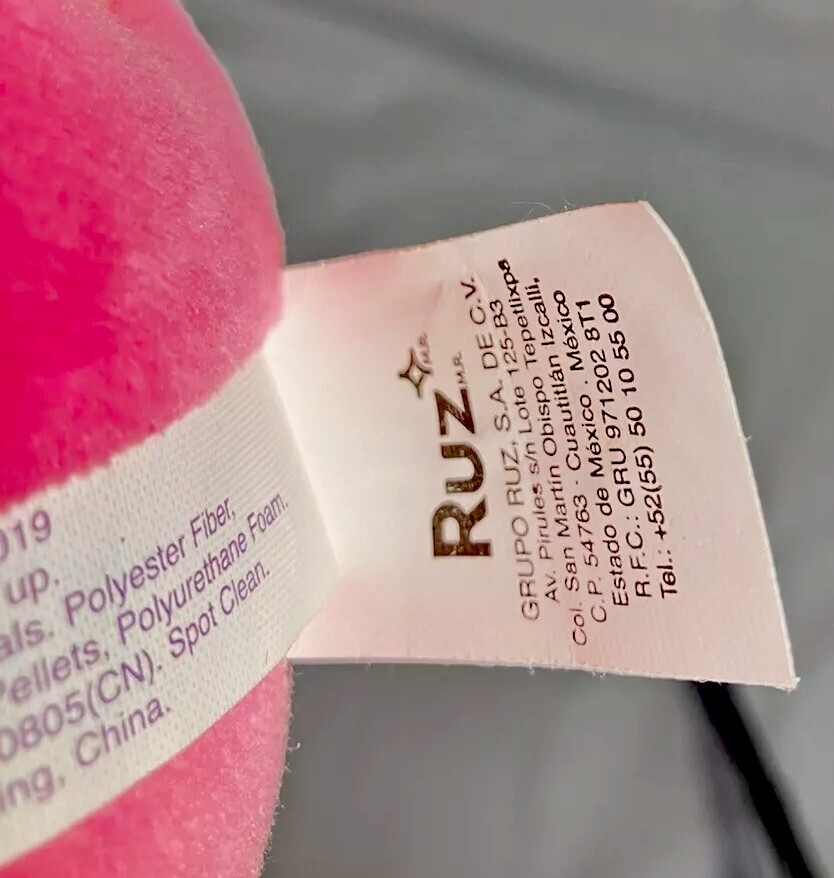 019
up.
als. Polyester Fiber,
Pellets, Polyurethane Foam.
0805(CN). Spot Clean.
ing, China.
M.R.
RUZ M.R.
GRUPO RUZ, S.A. DE C.V.
Av. Pirules s/n Lote 125-B3
Col. San Martín Obispo Tepetlixpa
C.P. 54763 · Cuautitlán Izcalli,
Estado de México . México
R.F.C.: GRU 971202 8T1
Tel.: +52(55) 50 10 55 00